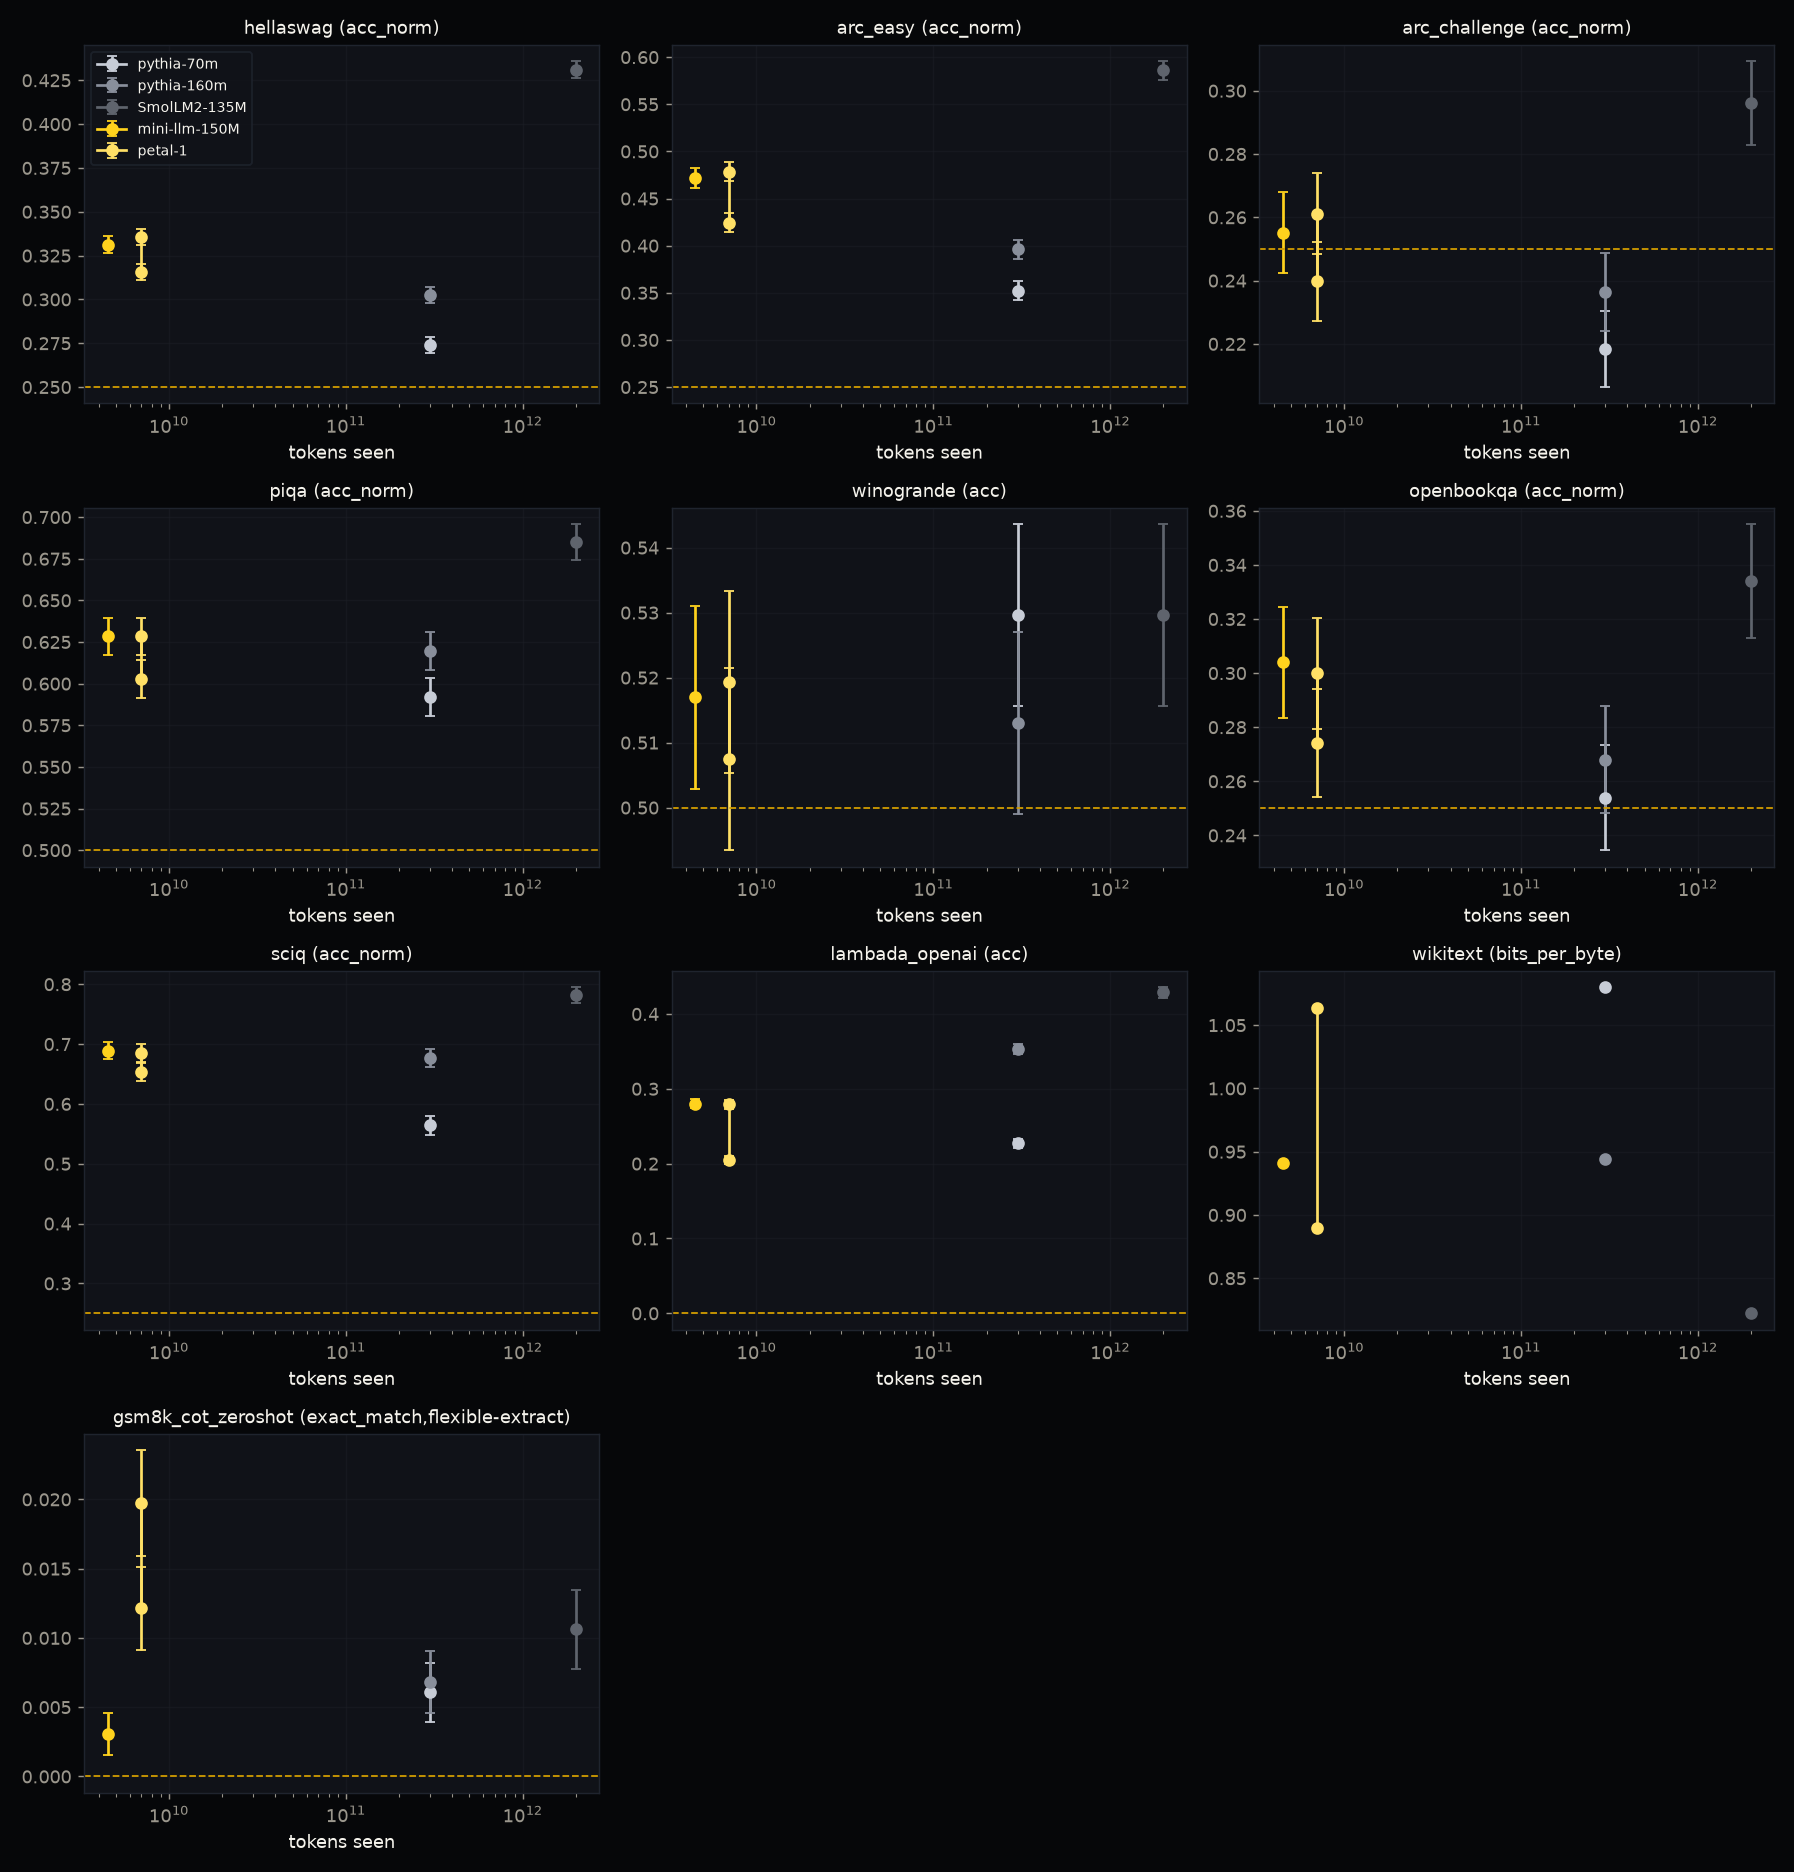 hellaswag (acc_norm)
0.425
0.400
0.375
0.350
0.325
0.300
0.275
0.250
pythia-70m
pythia-160m
SmolLM2-135M
mini-llm-150M
petal-1
10^10 10^11 10^12
tokens seen
arc_easy (acc_norm)
0.60
0.55
0.50
0.45
0.40
0.35
0.30
0.25
10^10 10^11 10^12
tokens seen
arc_challenge (acc_norm)
0.30
0.28
0.26
0.24
0.22
10^10 10^11 10^12
tokens seen
piqa (acc_norm)
0.700
0.675
0.650
0.625
0.600
0.575
0.550
0.525
0.500
10^10 10^11 10^12
tokens seen
winogrande (acc)
0.54
0.53
0.52
0.51
0.50
10^10 10^11 10^12
tokens seen
openbookqa (acc_norm)
0.36
0.34
0.32
0.30
0.28
0.26
0.24
10^10 10^11 10^12
tokens seen
sciq (acc_norm)
0.8
0.7
0.6
0.5
0.4
0.3
10^10 10^11 10^12
tokens seen
lambada_openai (acc)
0.4
0.3
0.2
0.1
0.0
10^10 10^11 10^12
tokens seen
wikitext (bits_per_byte)
1.05
1.00
0.95
0.90
0.85
10^10 10^11 10^12
tokens seen
gsm8k_cot_zeroshot (exact_match,flexible-extract)
0.020
0.015
0.010
0.005
0.000
10^10 10^11 10^12
tokens seen